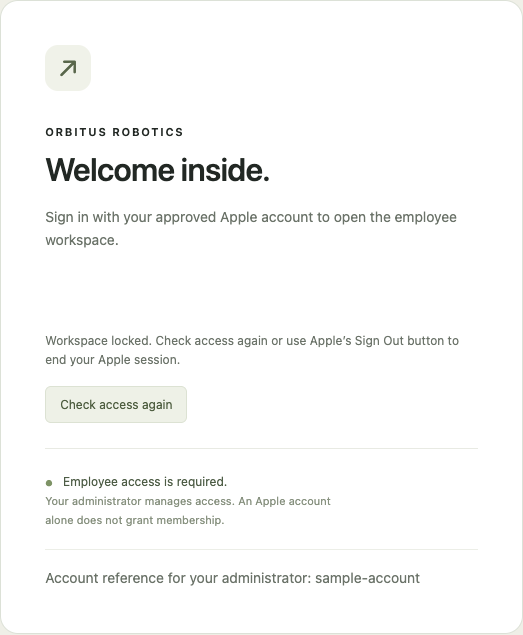 ORBITUS ROBOTICS
Welcome inside.
Sign in with your approved Apple account to open the employee
workspace.
Workspace locked. Check access again or use Apple’s Sign Out button to
end your Apple session.
Check access again
Employee access is required.
Your administrator manages access. An Apple account
alone does not grant membership.
Account reference for your administrator: sample-account